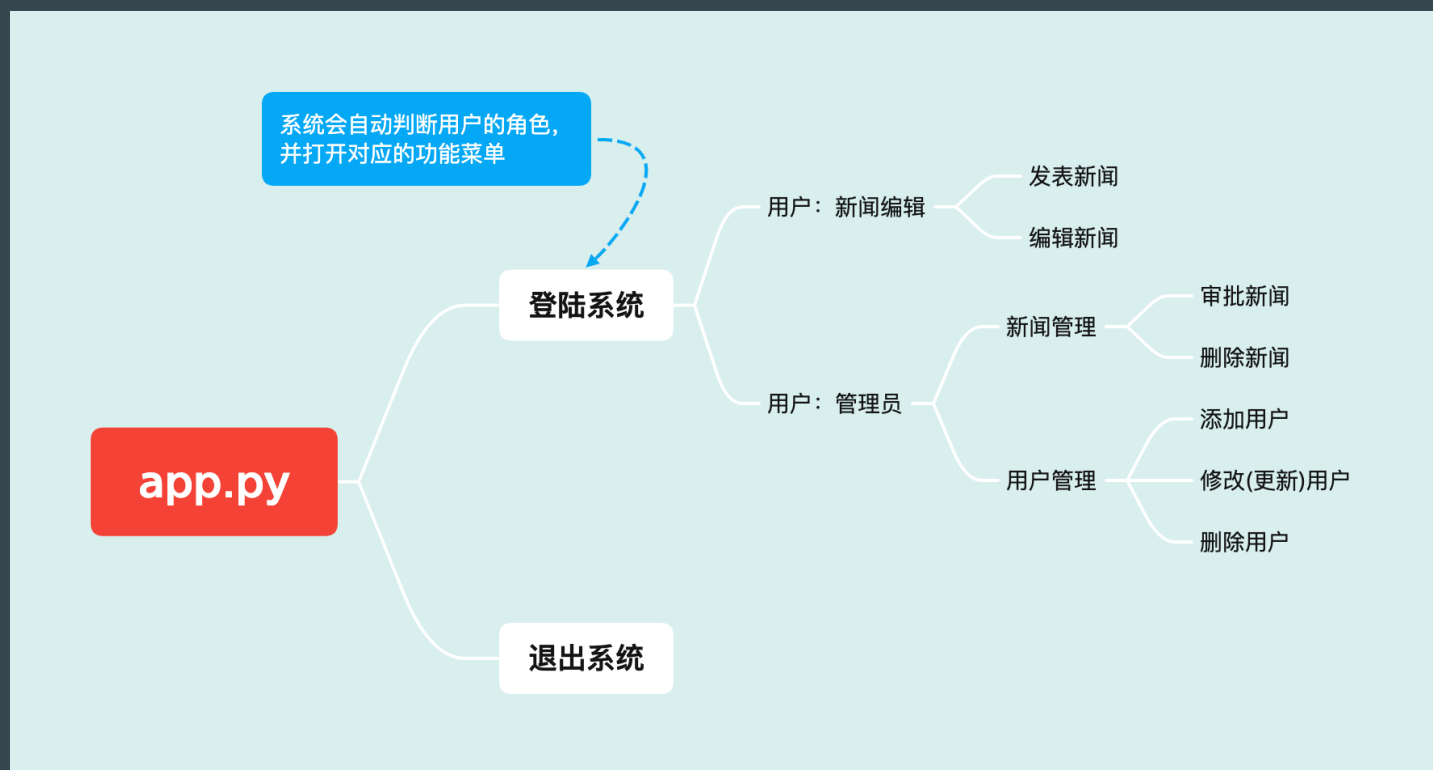 系统会自动判断用户的角色,
并打开对应的功能菜单
app.py
登陆系统
用户：新闻编辑
发表新闻
编辑新闻
用户：管理员
新闻管理
审批新闻
删除新闻
用户管理
添加用户
修改(更新)用户
删除用户
退出系统